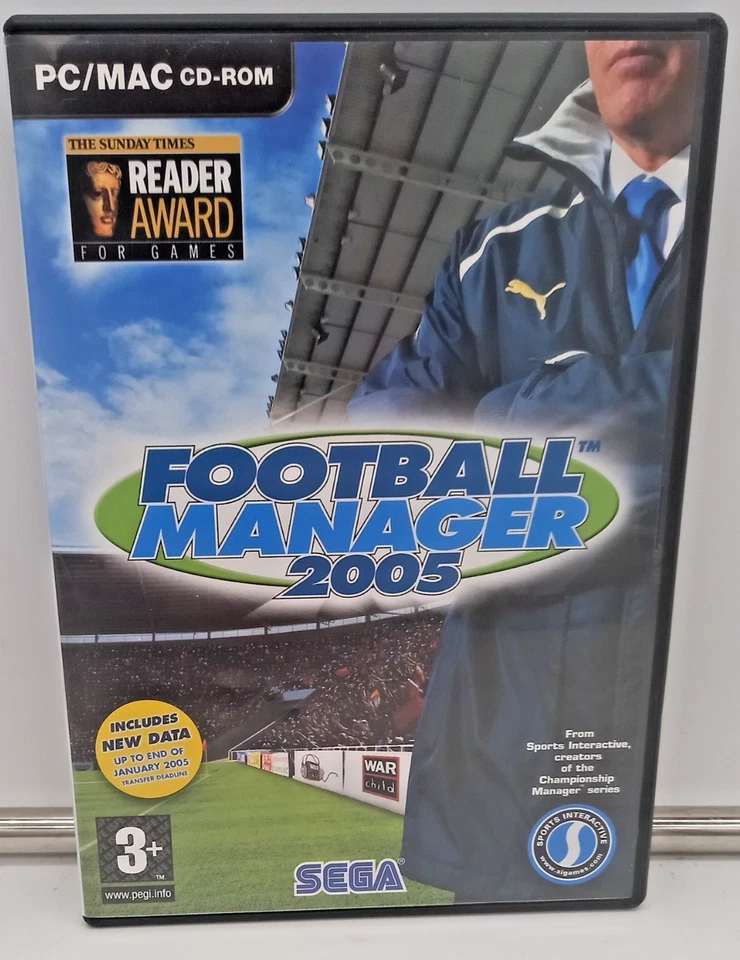 PC/MAC CD-ROM
THE SUNDAY TIMES
READER
AWARD
FOR GAMES
FOOTBALL™
MANAGER
2005
INCLUDES
NEW DATA
UP TO END OF
JANUARY 2005
TRANSFER DEADLINE
WAR
child
From
Sports Interactive,
creators
of the
Championship
Manager™ series
SPORTS INTERACTIVE
www.sigames.com
3+
™
www.pegi.info
SEGA®